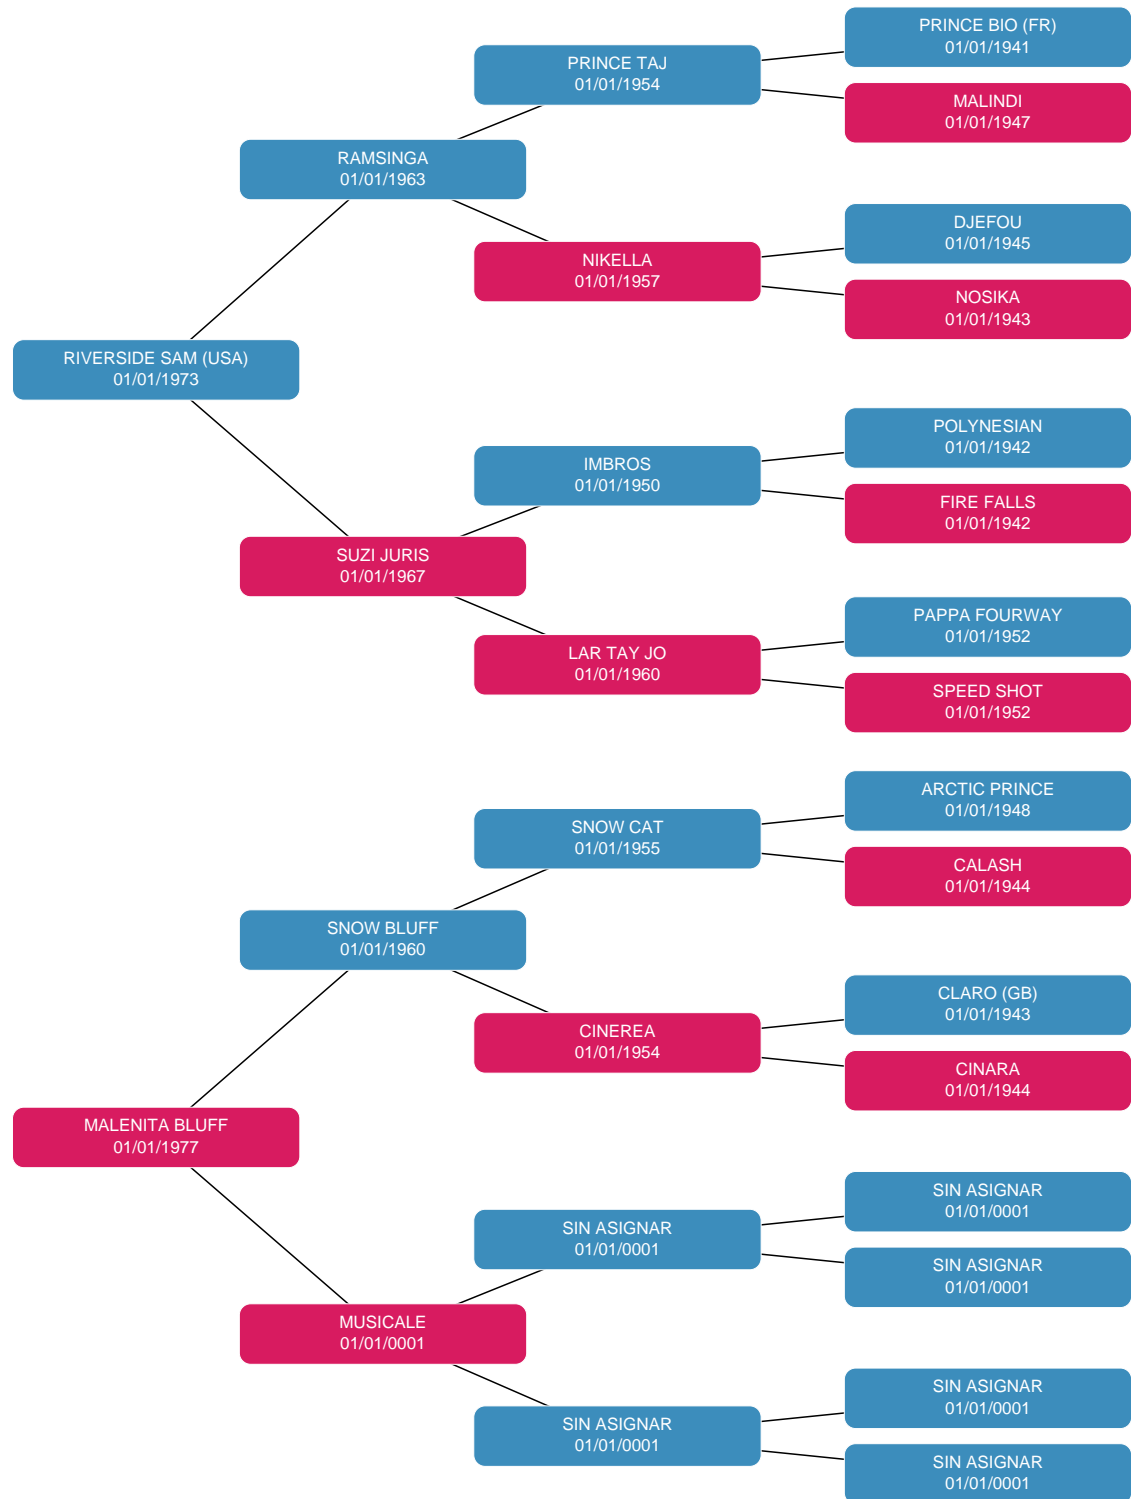 PRINCE BIO (FR)
01/01/1941
PRINCE TAJ
01/01/1954
MALINDI
01/01/1947
RAMSINGA
01/01/1963
DJEFOU
01/01/1945
NIKELLA
01/01/1957
NOSIKA
01/01/1943
RIVERSIDE SAM (USA)
01/01/1973
POLYNESIAN
01/01/1942
IMBROS
01/01/1950
FIRE FALLS
01/01/1942
SUZI JURIS
01/01/1967
PAPPA FOURWAY
01/01/1952
LAR TAY JO
01/01/1960
SPEED SHOT
01/01/1952
ARCTIC PRINCE
01/01/1948
SNOW CAT
01/01/1955
CALASH
01/01/1944
SNOW BLUFF
01/01/1960
CLARO (GB)
01/01/1943
CINEREA
01/01/1954
CINARA
01/01/1944
MALENITA BLUFF
01/01/1977
SIN ASIGNAR
01/01/0001
SIN ASIGNAR
01/01/0001
SIN ASIGNAR
01/01/0001
MUSICALE
01/01/0001
SIN ASIGNAR
01/01/0001
SIN ASIGNAR
01/01/0001
SIN ASIGNAR
01/01/0001